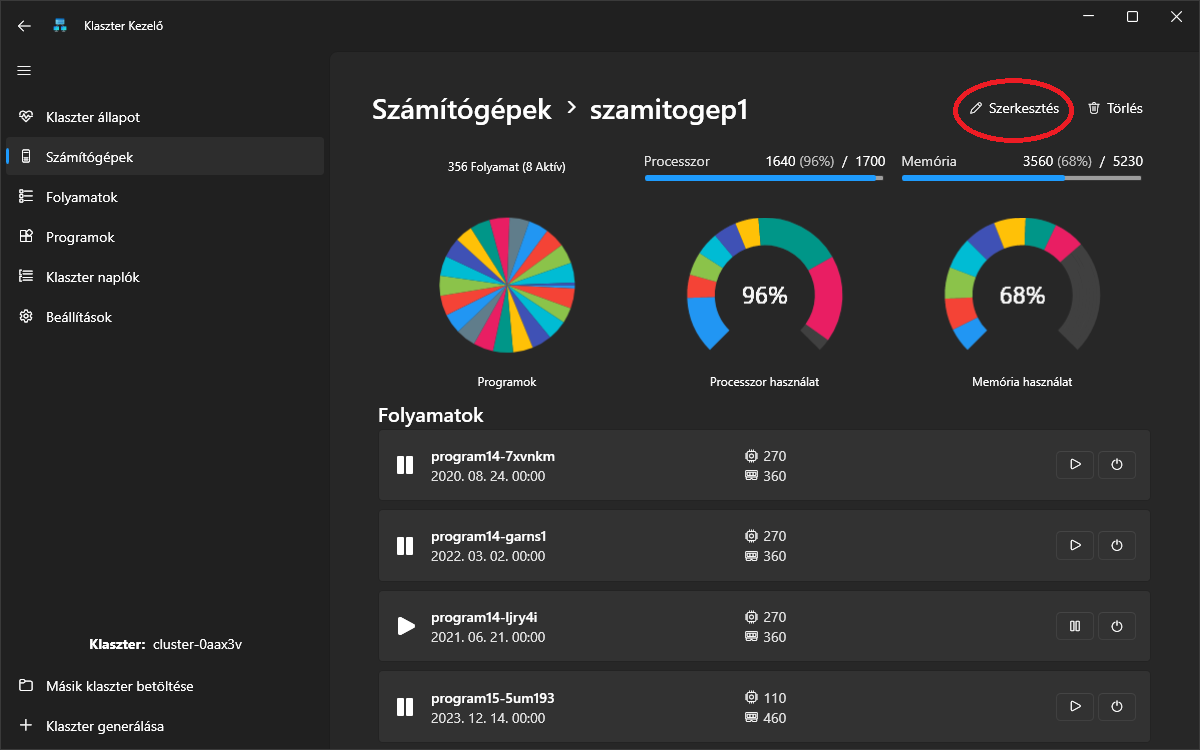 Klaszter Kezelő
Klaszter állapot
Számítógépek
Folyamatok
Programok
Klaszter naplók
Beállítások
Klaszter: cluster-0aax3v
Másik klaszter betöltése
Klaszter generálása
Számítógépek > szamitogep1
Szerkesztés
Törlés
356 Folyamat (8 Aktív)
Processzor 1640 (96%) / 1700
Memória 3560 (68%) / 5230
96%
68%
Programok
Processzor használat
Memória használat
Folyamatok
program14-7xvnkm
2020. 08. 24. 00:00
270
360
program14-garns1
2022. 03. 02. 00:00
270
360
program14-ljry4i
2021. 06. 21. 00:00
270
360
program15-5um193
2023. 12. 14. 00:00
110
460